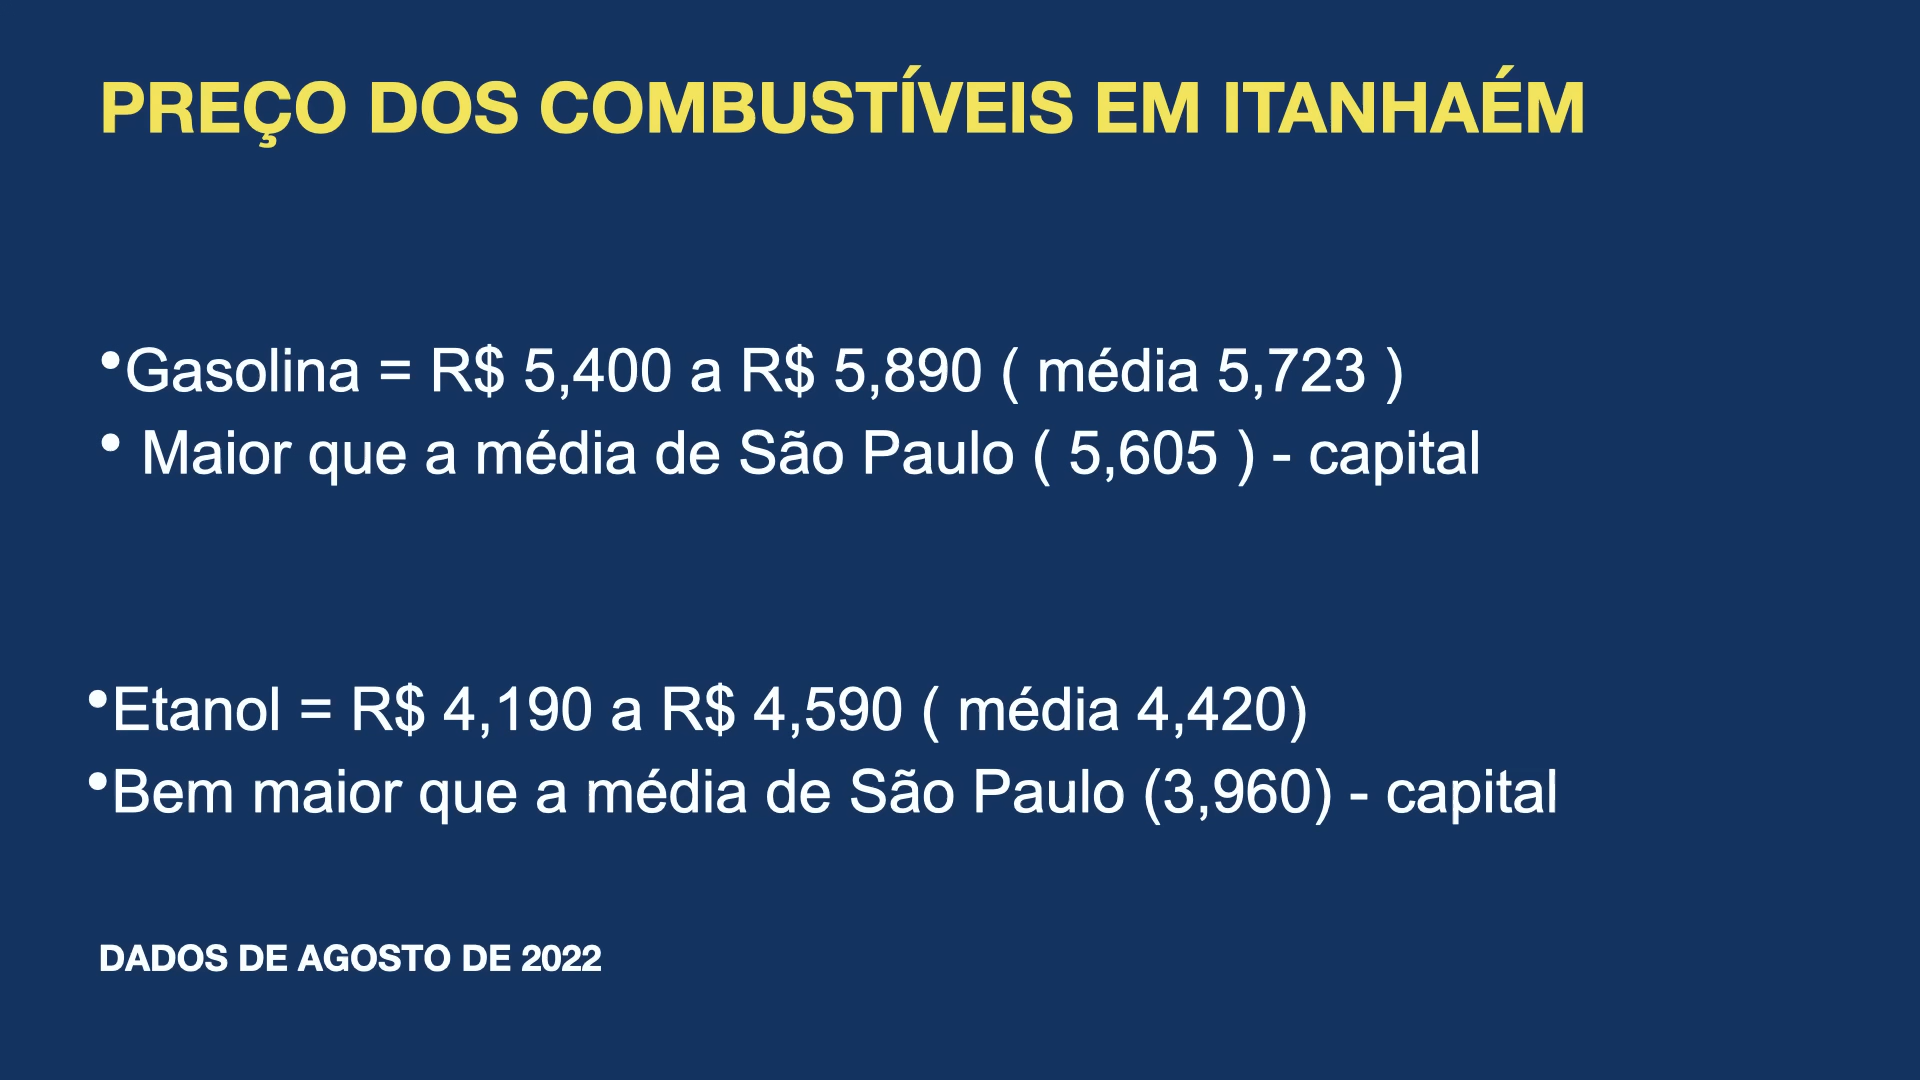 PREÇO DOS COMBUSTÍVEIS EM ITANHAÉM
•Gasolina = R$ 5,400 a R$ 5,890 ( média 5,723 )
• Maior que a média de São Paulo ( 5,605 ) - capital
•Etanol = R$ 4,190 a R$ 4,590 ( média 4,420)
•Bem maior que a média de São Paulo (3,960) - capital
DADOS DE AGOSTO DE 2022